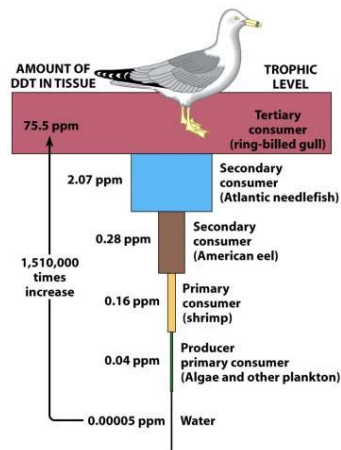 AMOUNT OF
DDT IN TISSUE
TROPHIC
LEVEL
75.5 ppm
Tertiary
consumer
(ring-billed gull)
2.07 ppm
Secondary
consumer
(Atlantic needlefish)
0.28 ppm
Secondary
consumer
(American eel)
1,510,000
times
increase
0.16 ppm
Primary
consumer
(shrimp)
0.04 ppm
Producer
primary consumer
(Algae and other plankton)
0.00005 ppm
Water